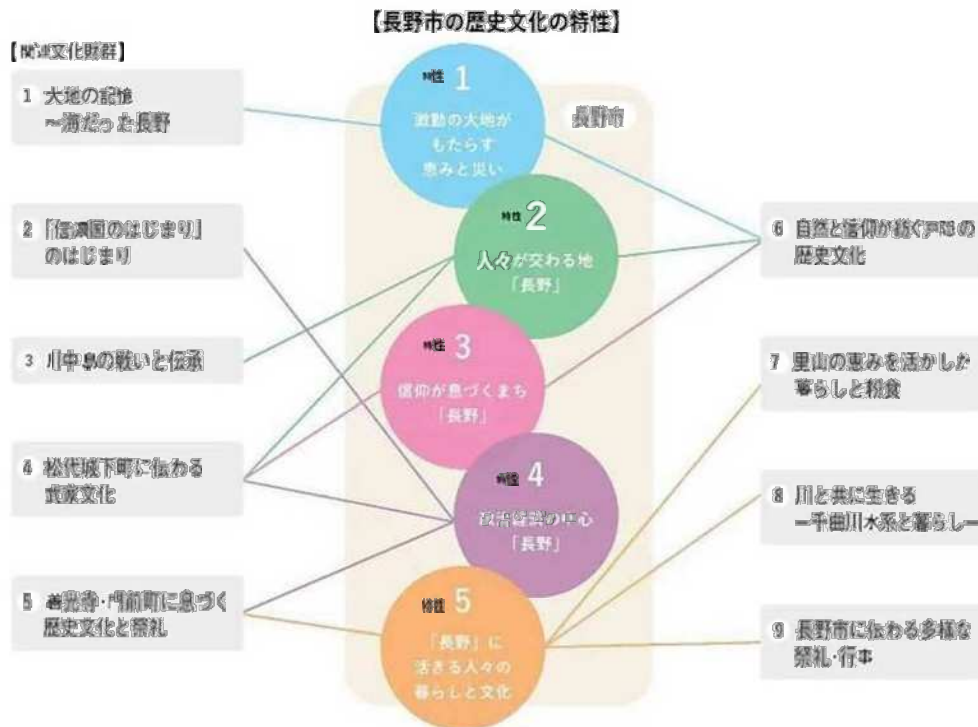 【長野市の歴史文化の特性】
【関連文化財群】
1 大地の記憶
～海だった長野
2 「信濃国のはじまり」
のはじまり
3 川中島の戦いと伝承
4 松代城下町に伝わる
武家文化
5 善光寺・門前町に息づく
歴史文化と祭礼
長野市
特性 1
激動の大地が
もたらす
恵みと災い
特性 2
人々が交わる地
「長野」
特性 3
信仰が息づくまち
「長野」
特性 4
政治経済の中心
「長野」
特性 5
「長野」に
活きる人々の
暮らしと文化
6 自然と信仰が紡ぐ戸隠の
歴史文化
7 里山の恵みを活かした
暮らしと粉食
8 川と共に生きる
―千曲川水系と暮らし―
9 長野市に伝わる多様な
祭礼・行事